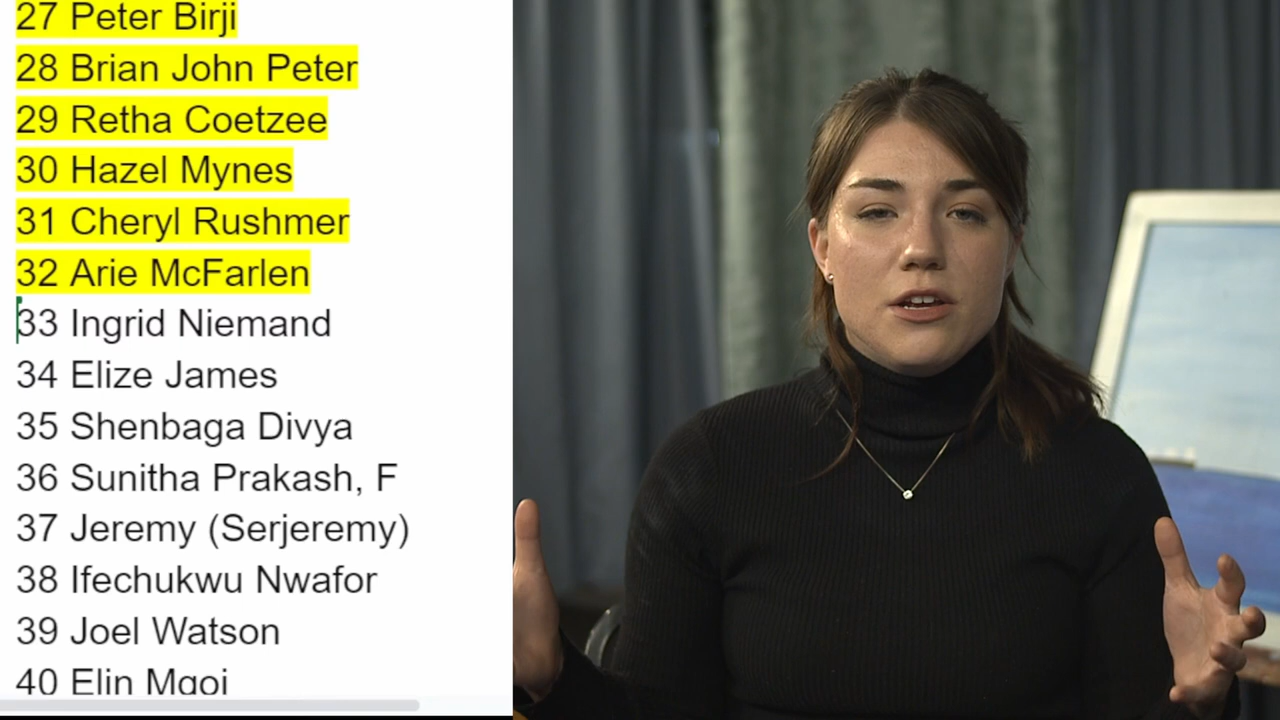 27 Peter Birji
28 Brian John Peter
29 Retha Coetzee
30 Hazel Mynes
31 Cheryl Rushmer
32 Arie McFarlen
33 Ingrid Niemand
34 Elize James
35 Shenbaga Divya
36 Sunitha Prakash, F
37 Jeremy (Serjeremy)
38 Ifechukwu Nwafor
39 Joel Watson
40 Elin Mqoi